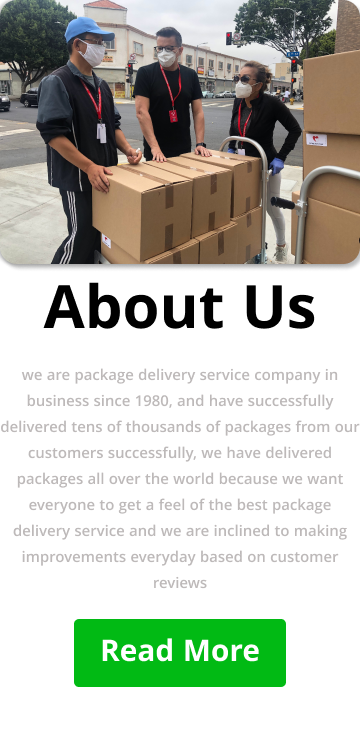 About Us
we are package delivery service company in
business since 1980, and have successfully
delivered tens of thousands of packages from our
customers successfully, we have delivered
packages all over the world because we want
everyone to get a feel of the best package
delivery service and we are inclined to making
improvements everyday based on customer
reviews
Read More